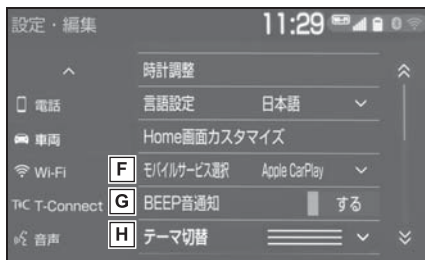 設定・編集 11:29
時計調整
電話 言語設定 日本語
車両 Home画面カスタマイズ
Wi-Fi F モバイルサービス選択 Apple CarPlay
T-Connect G BEEP音通知 する
音声 H テーマ切替